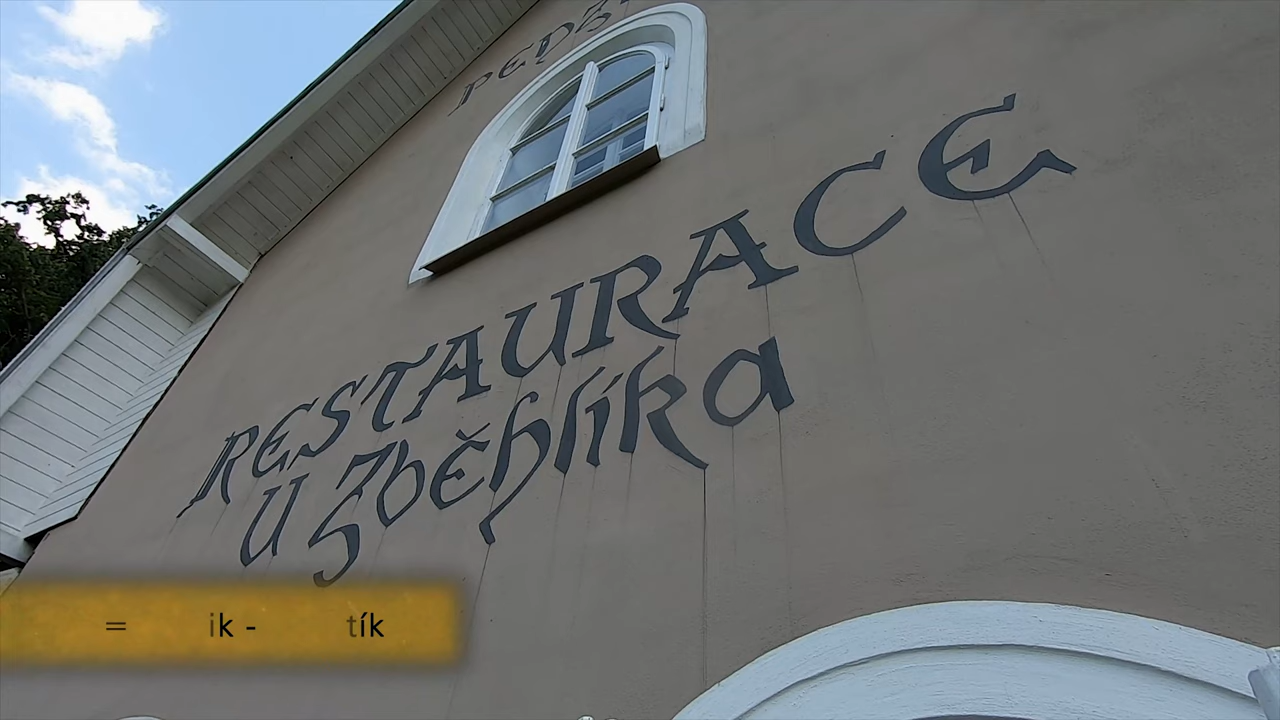 RESTAURACE
U Zběhlíka
= ik - tík